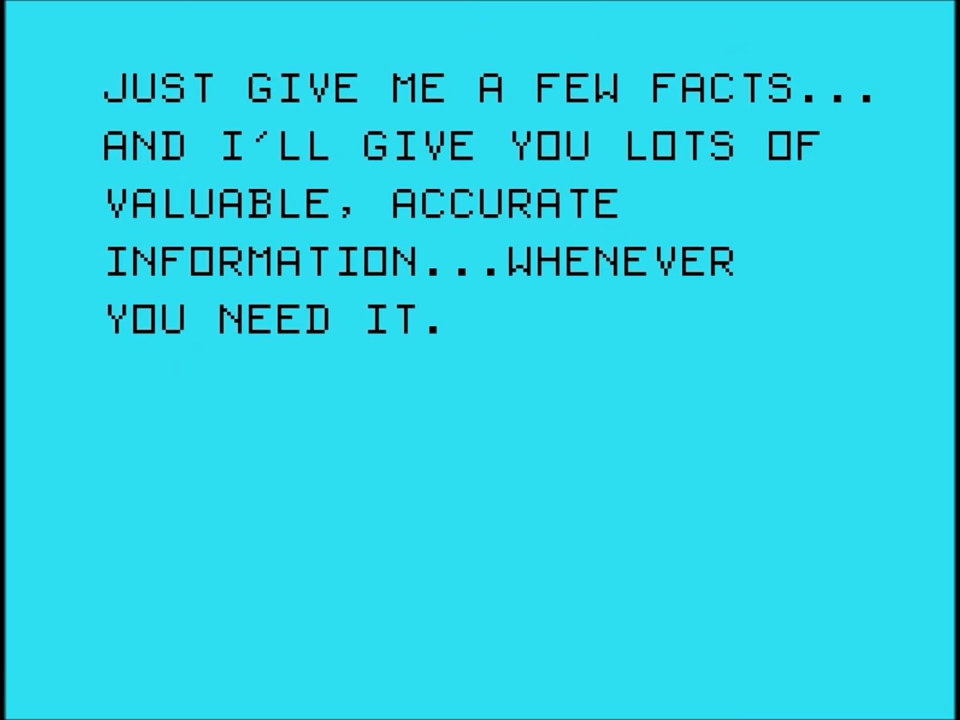 JUST GIVE ME A FEW FACTS...
AND I'LL GIVE YOU LOTS OF
VALUABLE, ACCURATE
INFORMATION...WHENEVER
YOU NEED IT.